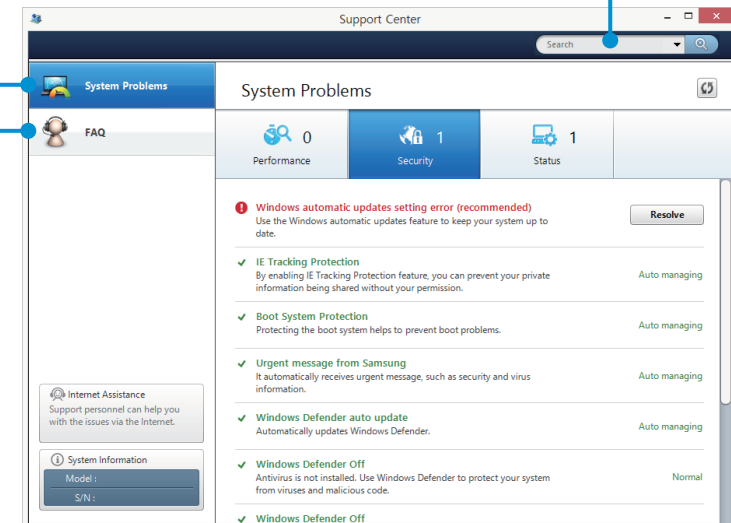 Support Center
Search
System Problems
FAQ
System Problems
0
Performance
1
Security
1
Status
Windows automatic updates setting error (recommended)
Use the Windows automatic updates feature to keep your system up to
date.
Resolve
IE Tracking Protection
By enabling IE Tracking Protection feature, you can prevent your private
information being shared without your permission.
Auto managing
Boot System Protection
Protecting the boot system helps to prevent boot problems.
Auto managing
Urgent message from Samsung
It automatically receives urgent message, such as security and virus
information.
Auto managing
Windows Defender auto update
Automatically updates Windows Defender.
Auto managing
Windows Defender Off
Antivirus is not installed. Use Windows Defender to protect your system
from viruses and malicious code.
Normal
Windows Defender Off
Internet Assistance
Support personnel can help you
with the issues via the Internet.
System Information
Model :
S/N :